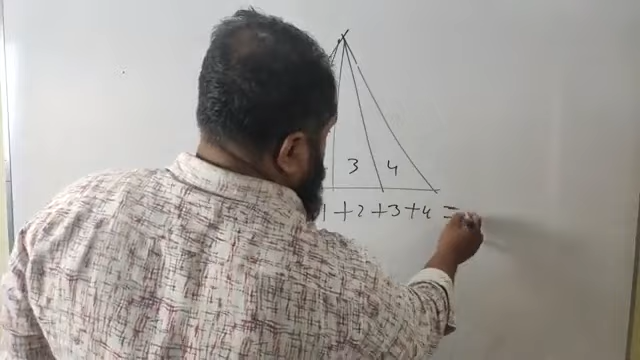 3 4
1 + 2 + 3 + 4 =